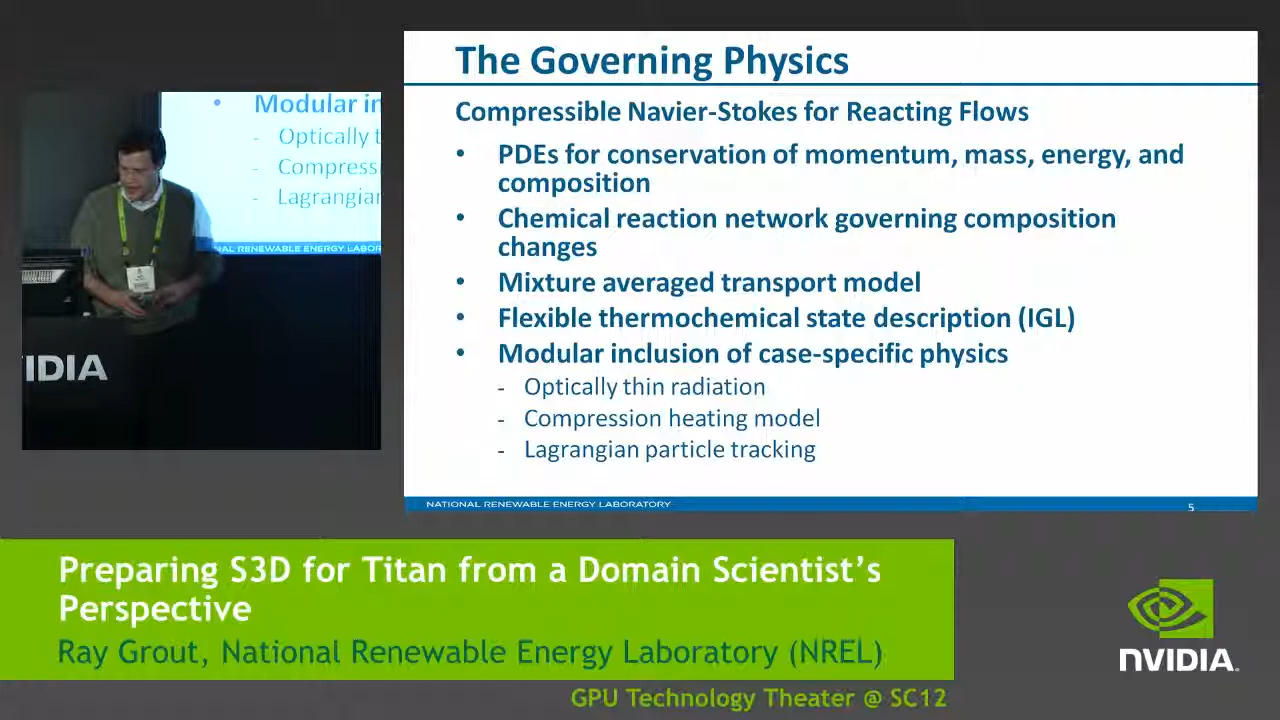 The Governing Physics
Compressible Navier-Stokes for Reacting Flows
• PDEs for conservation of momentum, mass, energy, and
composition
• Chemical reaction network governing composition
changes
• Mixture averaged transport model
• Flexible thermochemical state description (IGL)
• Modular inclusion of case-specific physics
- Optically thin radiation
- Compression heating model
- Lagrangian particle tracking
NATIONAL RENEWABLE ENERGY LABORATORY
5
• Modular in
- Optically t
- Compressi
- Lagrangian
NAL RENEWABLE ENERGY LABOR
IDIA
Preparing S3D for Titan from a Domain Scientist's
Perspective
Ray Grout, National Renewable Energy Laboratory (NREL)
GPU Technology Theater @ SC12
NVIDIA.